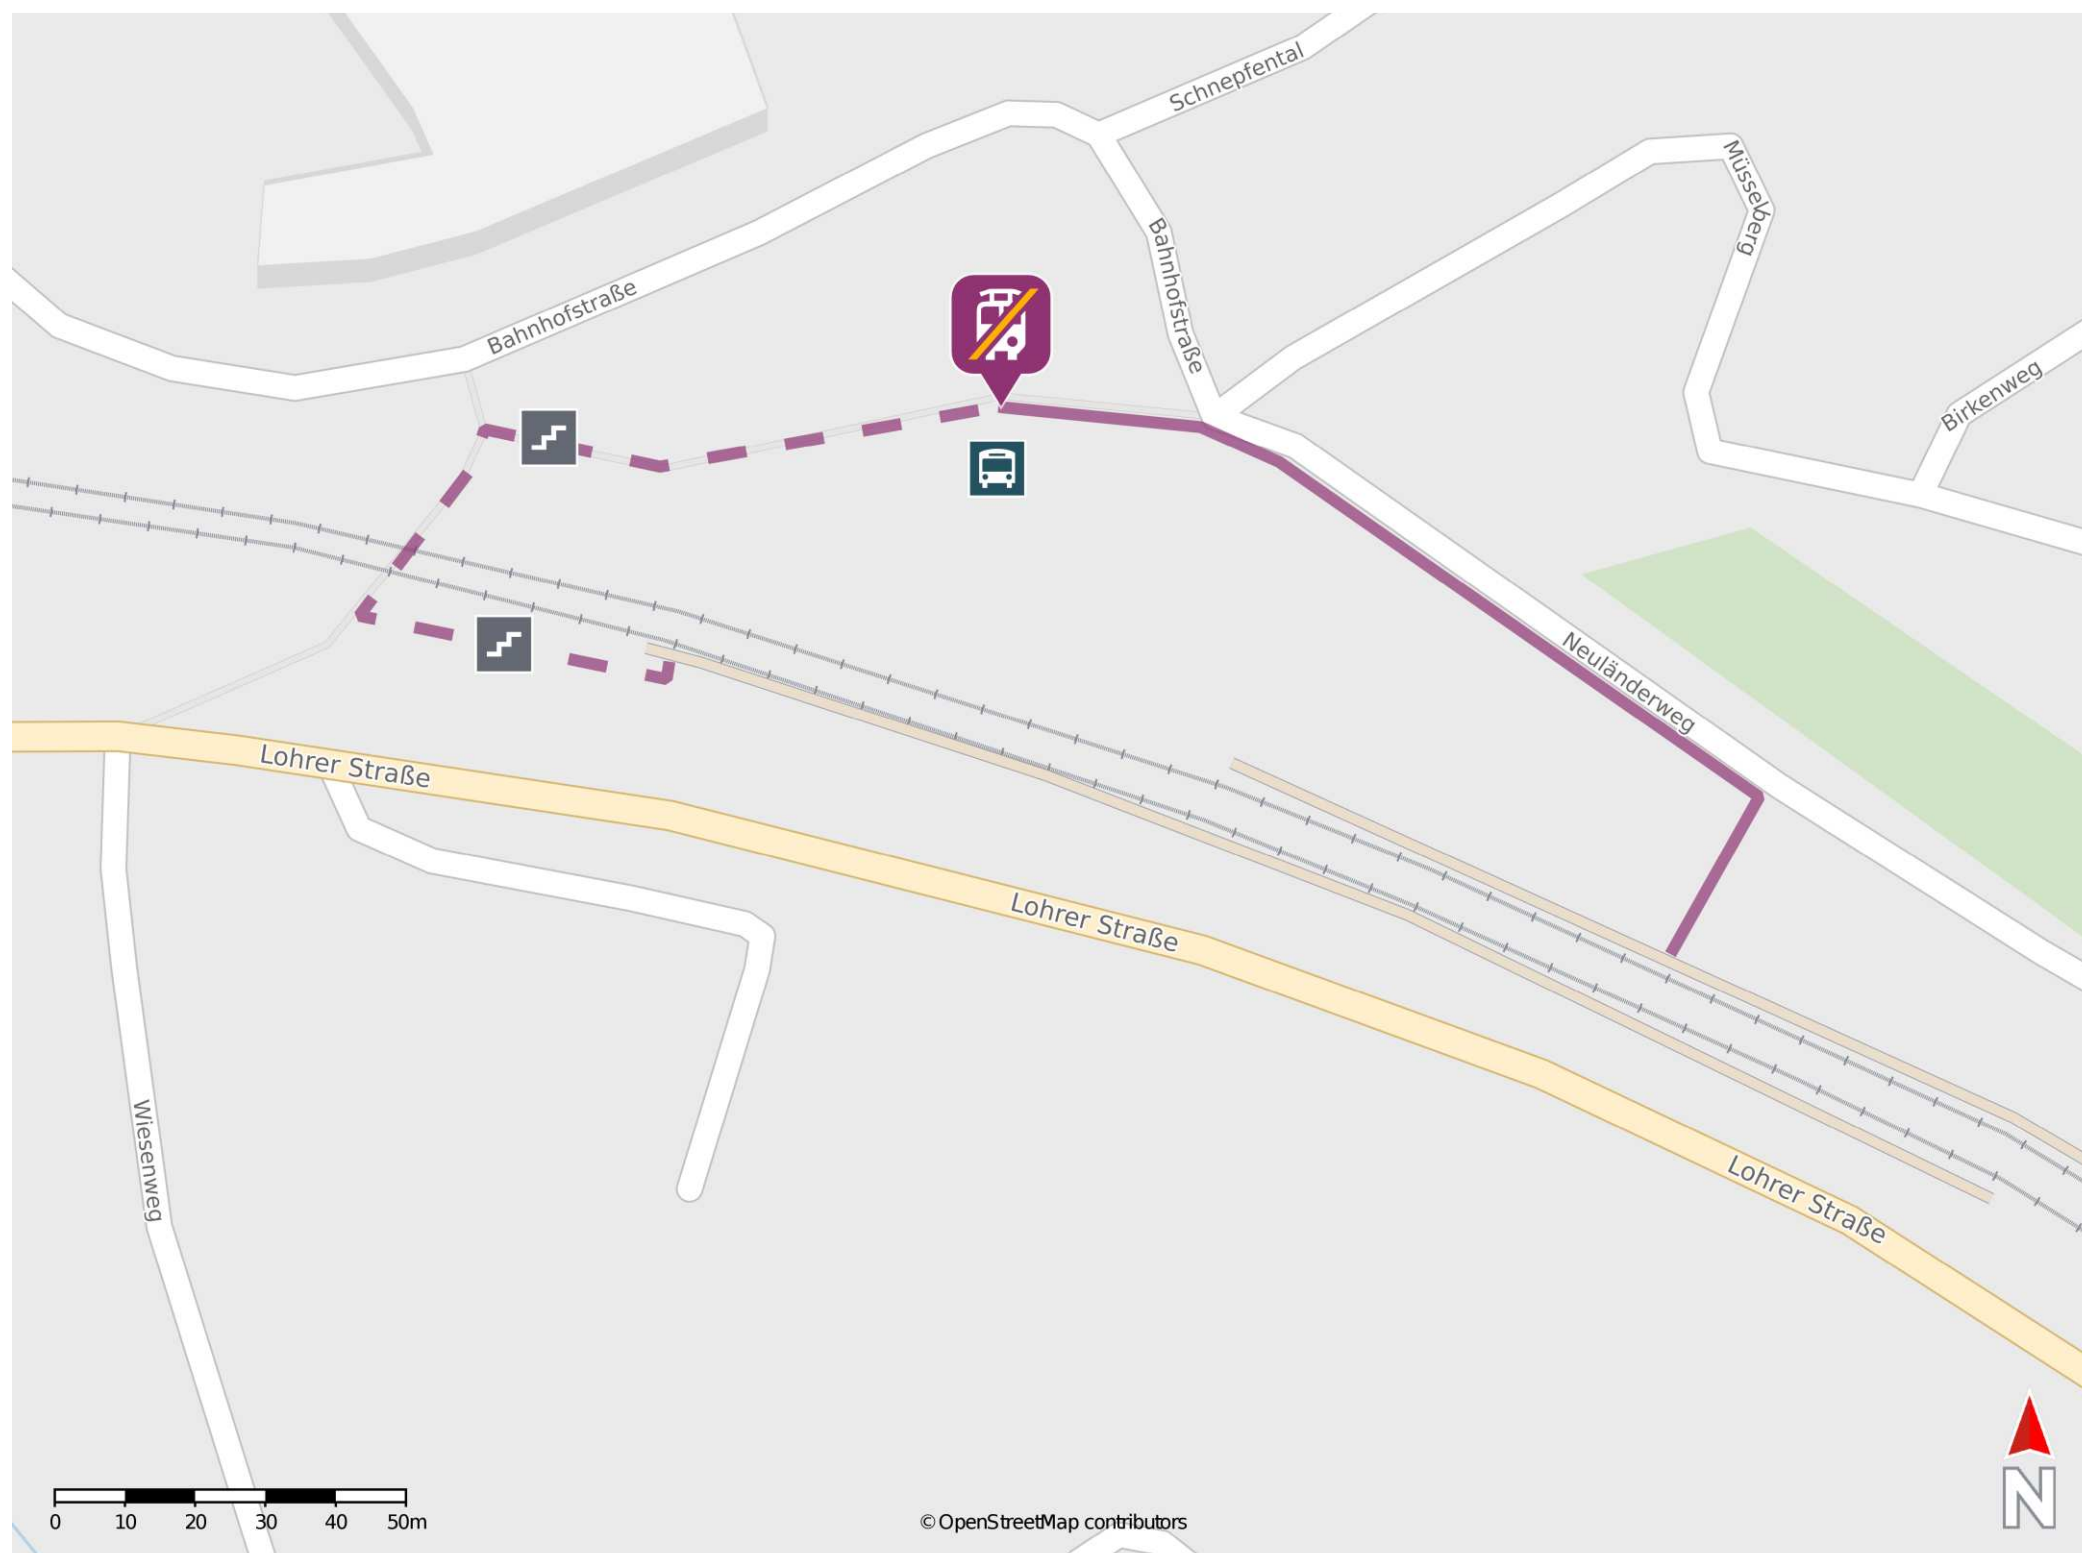 Schnepfental
Müsselberg
Bahnhofstraße
Bahnhofstraße
Birkenweg
Neuländerweg
Lohrer Straße
Lohrer Straße
Wiesenweg
Lohrer Straße
N
0 10 20 30 40 50m
© OpenStreetMap contributors